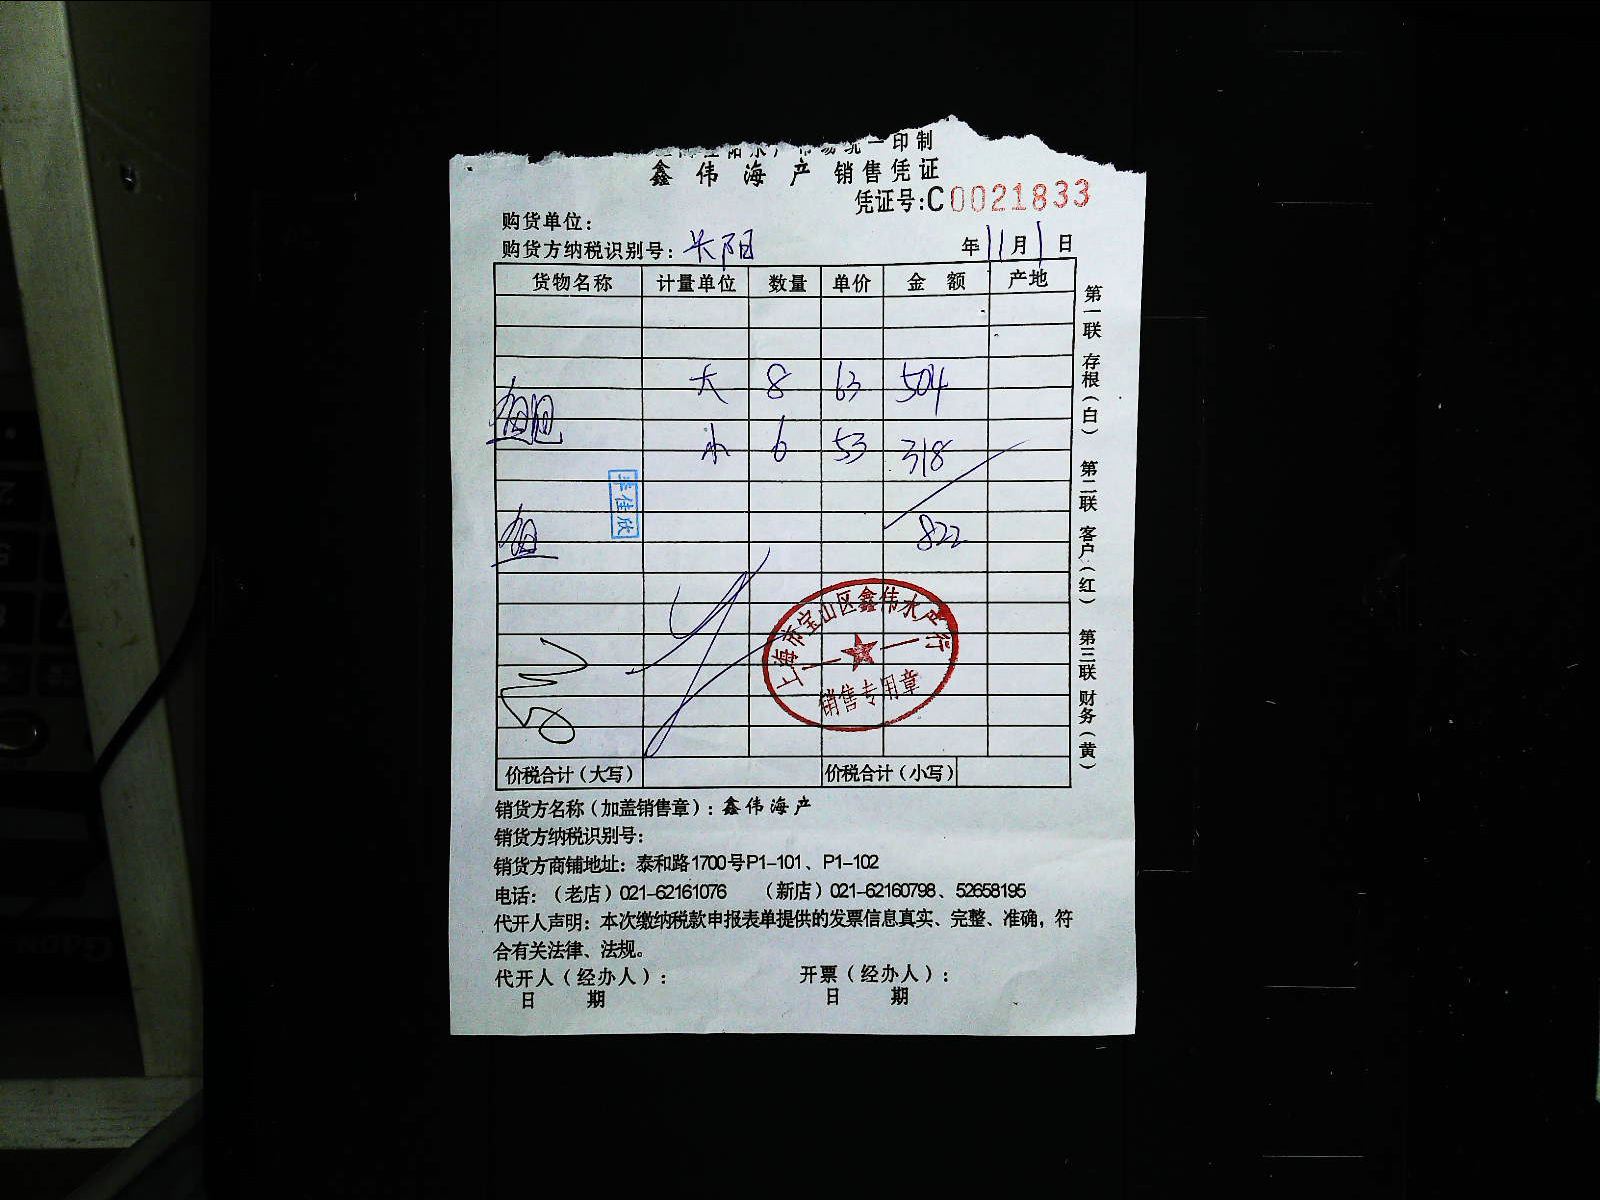 统一印制
鑫伟海产 销售凭证
凭证号:C0021833
购货单位:
购货方纳税识别号: 长阳 年11月1日
货物名称 计量单位 数量 单价 金额 产地
大 8 63 504
小 6 53 318
822
佳欣
上海市宝山区鑫伟水产行
销售专用章
价税合计(大写) 价税合计(小写)
第一联 存根(白) 第二联 客户(红) 第三联 财务(黄)
销货方名称(加盖销售章): 鑫伟海产
销货方纳税识别号:
销货方商铺地址: 泰和路1700号P1-101、P1-102
电话:(老店)021-62161076 (新店)021-62160798、52658195
代开人声明: 本次缴纳税款申报表单提供的发票信息真实、完整、准确,符
合有关法律、法规。
代开人(经办人): 开票(经办人):
日 期 日 期